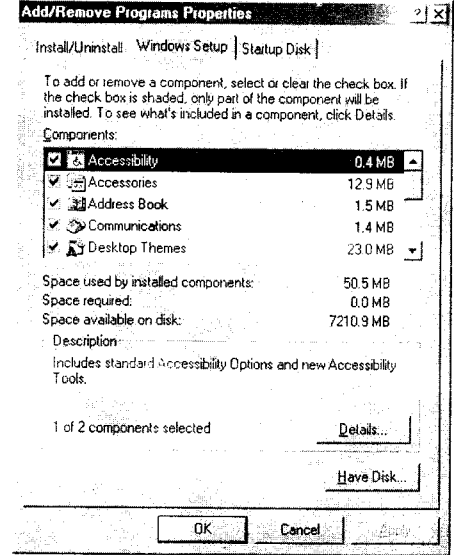 Add/Remove Programs Properties
Install/Uninstall Windows Setup Startup Disk
To add or remove a component, select or clear the check box. If
the check box is shaded, only part of the component will be
installed. To see what's included in a component, click Details.
Components:
Accessibility 0.4 MB
Accessories 12.9 MB
Address Book 1.5 MB
Communications 1.4 MB
Desktop Themes 23.0 MB
Space used by installed components: 50.5 MB
Space required: 0.0 MB
Space available on disk: 7210.9 MB
Description
Includes standard Accessibility Options and new Accessibility
Tools.
1 of 2 components selected Details...
Have Disk...
OK Cancel Apply